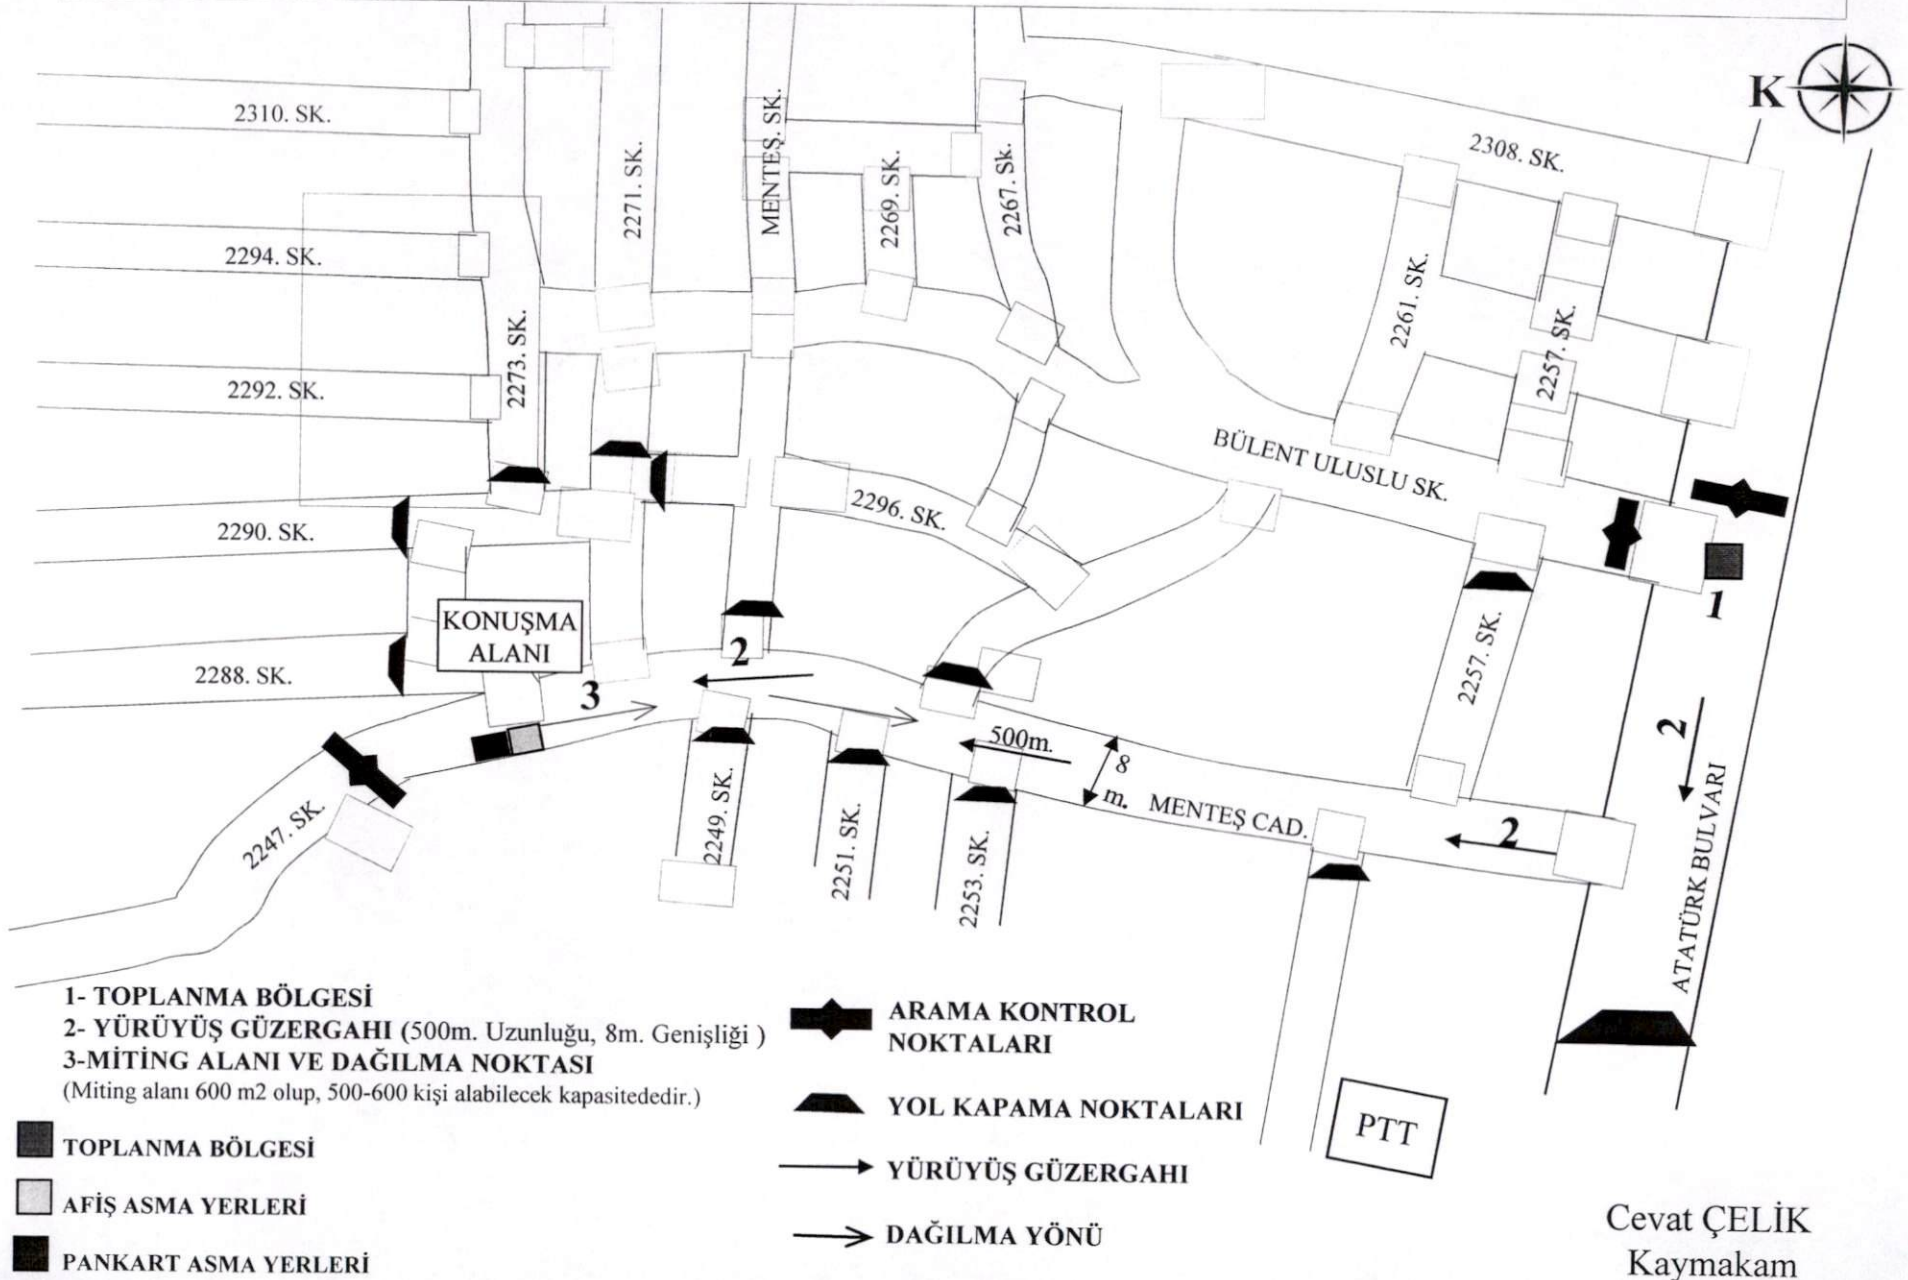 K
2310. SK.
2271. SK.
MENTEŞ. SK.
2269. SK.
2267. Sk.
2308. SK.
2294. SK.
2273. SK.
2261. SK.
2257. SK.
2292. SK.
BÜLENT ULUSLU SK.
2290. SK.
2296. SK.
1
KONUŞMA
ALANI
2
2257. SK.
2288. SK.
3
2
500m.
8
m.
MENTEŞ CAD.
2
ATATÜRK BULVARI
2247. SK.
2249. SK.
2251. SK.
2253. SK.
PTT
1- TOPLANMA BÖLGESİ
2- YÜRÜYÜŞ GÜZERGAHI (500m. Uzunluğu, 8m. Genişliği )
3-MİTİNG ALANI VE DAĞILMA NOKTASI
(Miting alanı 600 m2 olup, 500-600 kişi alabilecek kapasitededir.)
TOPLANMA BÖLGESİ
AFİŞ ASMA YERLERİ
PANKART ASMA YERLERİ
ARAMA KONTROL
NOKTALARI
YOL KAPAMA NOKTALARI
YÜRÜYÜŞ GÜZERGAHI
DAĞILMA YÖNÜ
Cevat ÇELİK
Kaymakam